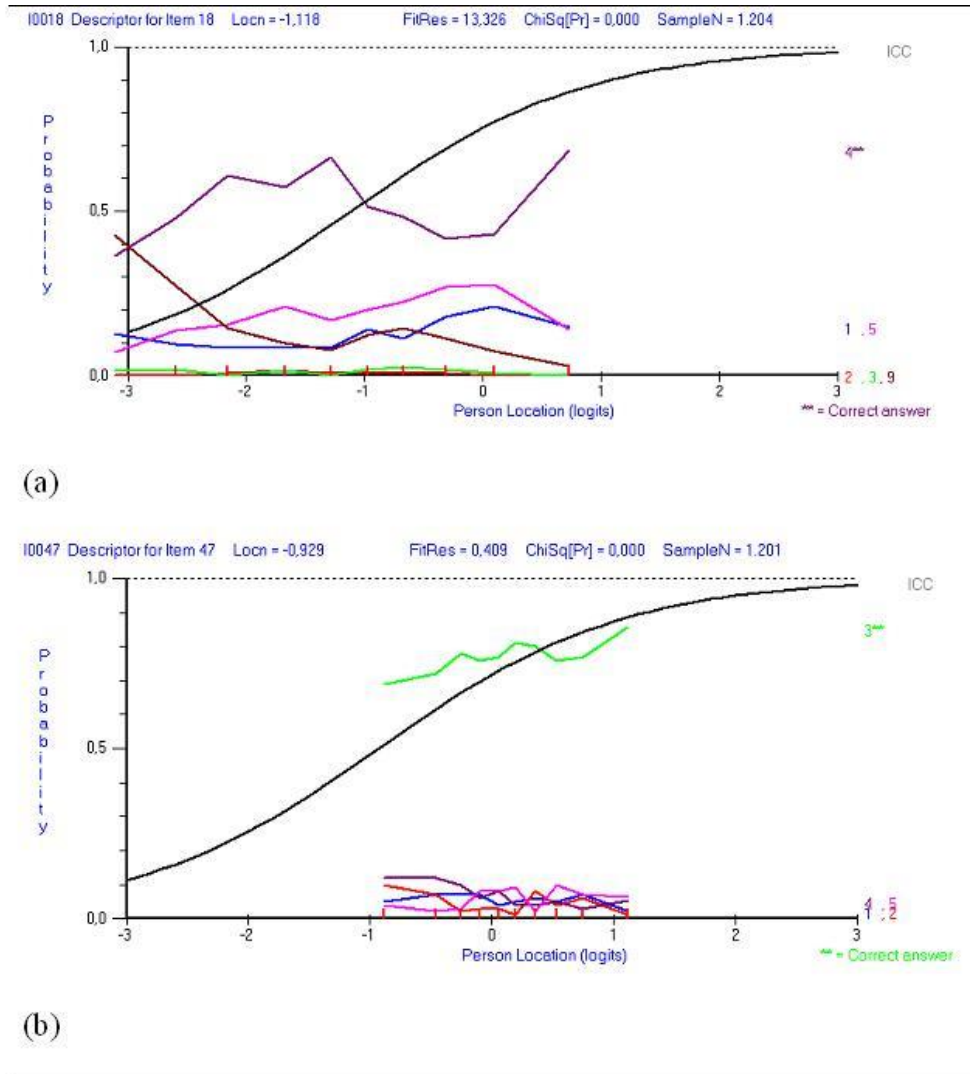 I0018 Descriptor for Item 18 Locn = -1,118 FitRes = 13,326 ChiSq[Pr] = 0,000 SampleN = 1.204
1,0
ICC
Probability
4**
0,5
1 . 5
0,0
2 . 3 . 9
-3 -2 -1 0 1 2 3
Person Location (logits)
** = Correct answer
(a)
I0047 Descriptor for Item 47 Locn = -0,929 FitRes = 0,409 ChiSq[Pr] = 0,000 SampleN = 1.201
1,0
ICC
3**
Probability
0,5
4 . 5
1 . 2
0,0
-3 -2 -1 0 1 2 3
Person Location (logits)
** = Correct answer
(b)